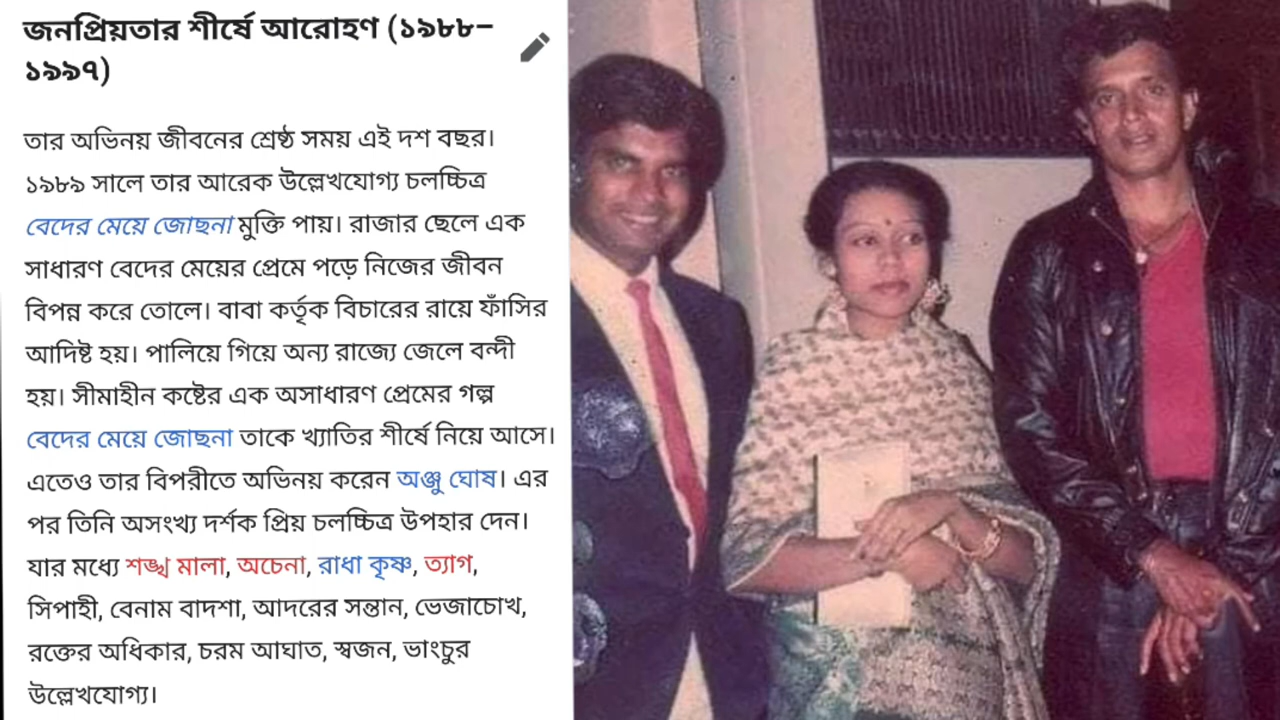 জনপ্রিয়তার শীর্ষে আরোহণ (১৯৮৮–
১৯৯৭)
তার অভিনয় জীবনের শ্রেষ্ঠ সময় এই দশ বছর।
১৯৮৯ সালে তার আরেক উল্লেখযোগ্য চলচ্চিত্র
বেদের মেয়ে জোছনা মুক্তি পায়। রাজার ছেলে এক
সাধারণ বেদের মেয়ের প্রেমে পড়ে নিজের জীবন
বিপন্ন করে তোলে। বাবা কর্তৃক বিচারের রায়ে ফাঁসির
আদিষ্ট হয়। পালিয়ে গিয়ে অন্য রাজ্যে জেলে বন্দী
হয়। সীমাহীন কষ্টের এক অসাধারণ প্রেমের গল্প
বেদের মেয়ে জোছনা তাকে খ্যাতির শীর্ষে নিয়ে আসে।
এতেও তার বিপরীতে অভিনয় করেন অঞ্জু ঘোষ। এর
পর তিনি অসংখ্য দর্শক প্রিয় চলচ্চিত্র উপহার দেন।
যার মধ্যে শঙ্খ মালা, অচেনা, রাধা কৃষ্ণ, ত্যাগ,
সিপাহী, বেনাম বাদশা, আদরের সন্তান, ভেজাচোখ,
রক্তের অধিকার, চরম আঘাত, স্বজন, ভাংচুর
উল্লেখযোগ্য।